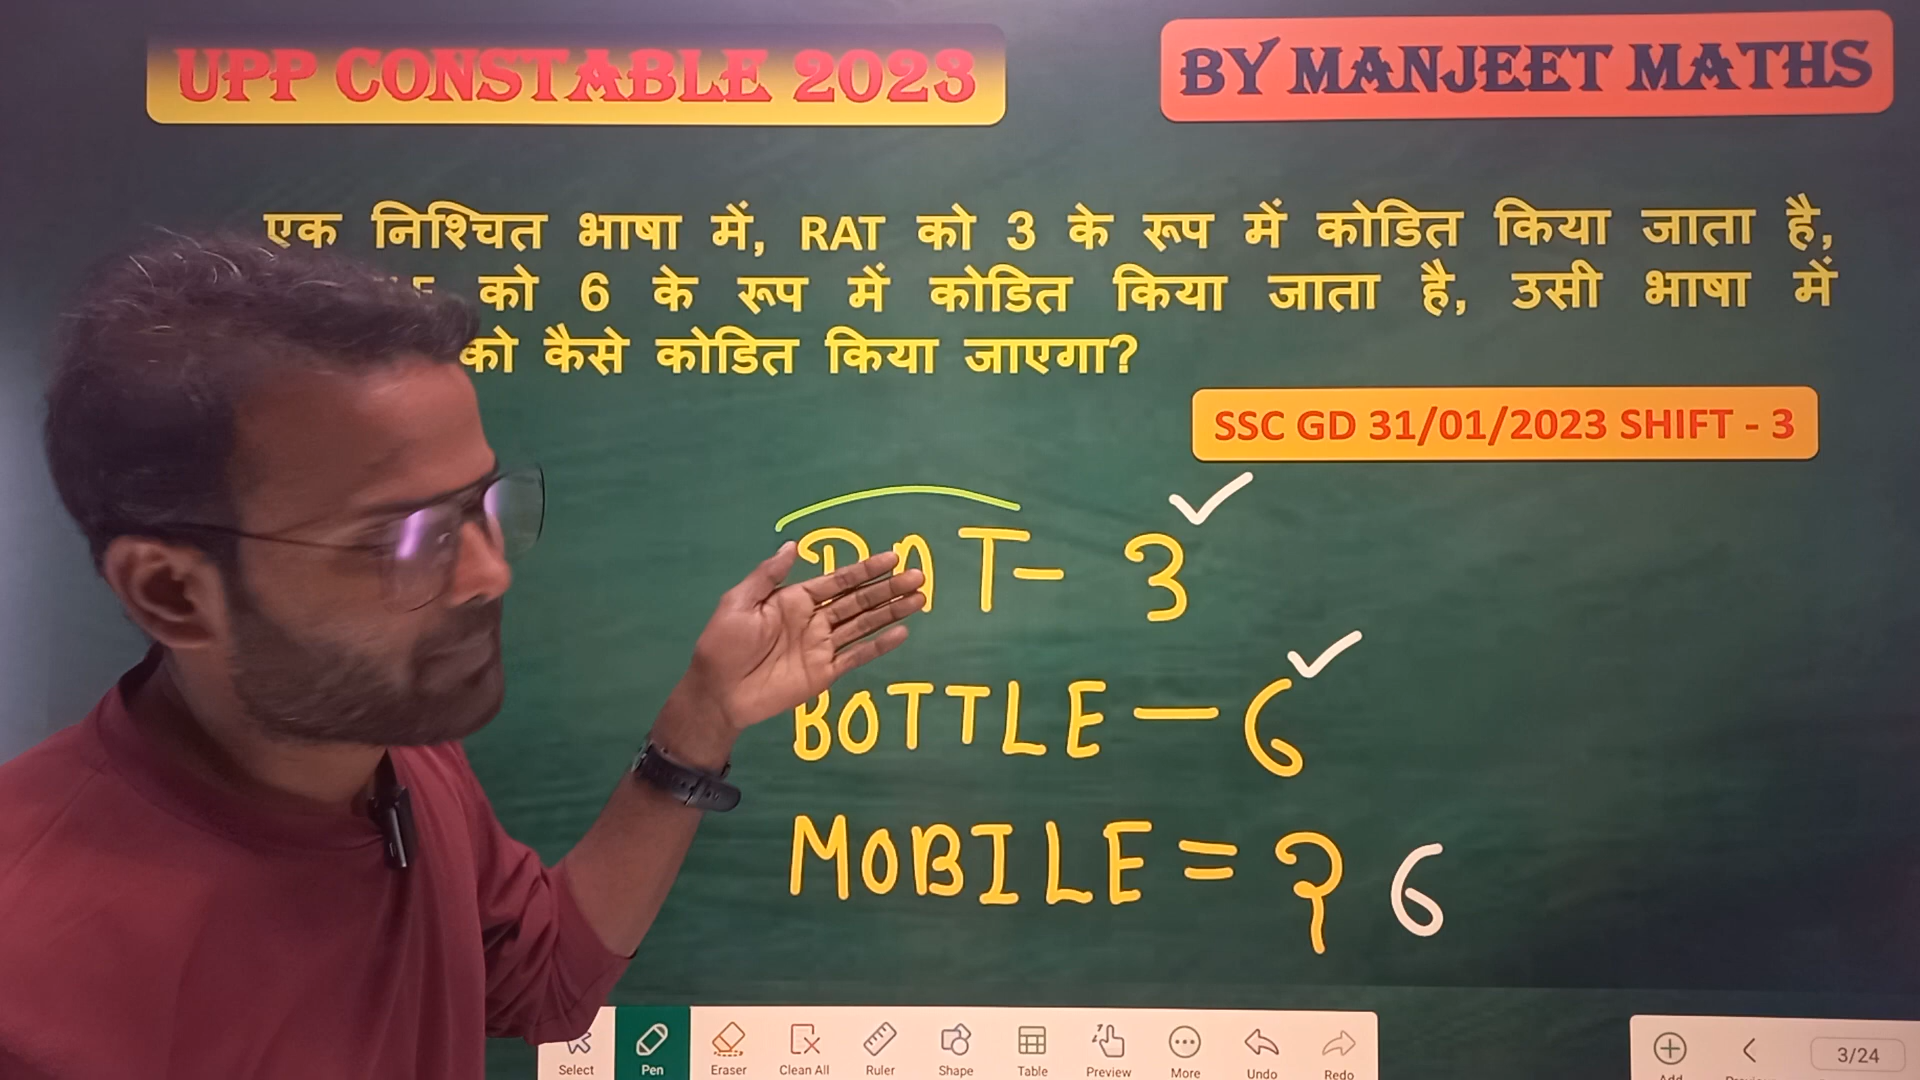 UPP CONSTABLE 2023
BY MANJEET MATHS
एक निश्चित भाषा में, RAT को 3 के रूप में कोडित किया जाता है,
को 6 के रूप में कोडित किया जाता है, उसी भाषा में
को कैसे कोडित किया जाएगा?
SSC GD 31/01/2023 SHIFT - 3
RAT - 3
BOTTLE - 6
MOBILE = ? 6
Select Pen Eraser Clean All Ruler Shape Table Preview More Undo Redo
3/24